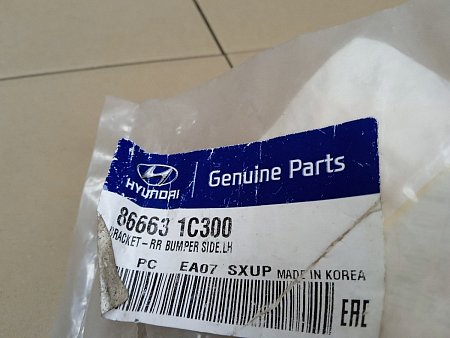 HYUNDAI
Genuine Parts
86663 1C300
BRACKET-RR BUMPER SIDE.LH
PC EA07 SXUP MADE IN KOREA
EAC